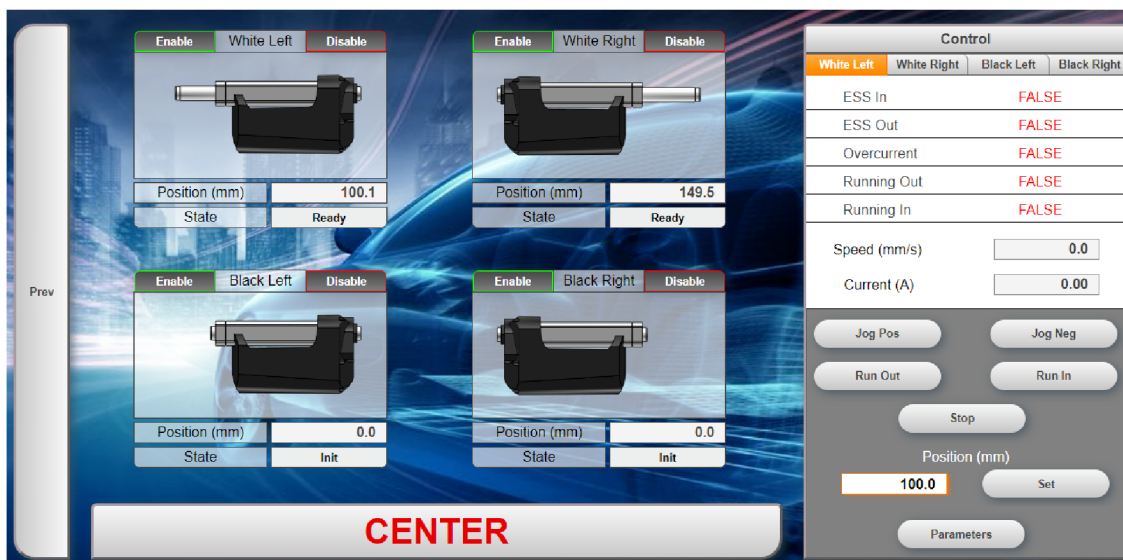 Prev
Enable White Left Disable
Position (mm) 100.1
State Ready
Enable White Right Disable
Position (mm) 149.5
State Ready
Enable Black Left Disable
Position (mm) 0.0
State Init
Enable Black Right Disable
Position (mm) 0.0
State Init
CENTER
Control
White Left White Right Black Left Black Right
ESS In FALSE
ESS Out FALSE
Overcurrent FALSE
Running Out FALSE
Running In FALSE
Speed (mm/s) 0.0
Current (A) 0.00
Jog Pos Jog Neg
Run Out Run In
Stop
Position (mm)
100.0 Set
Parameters